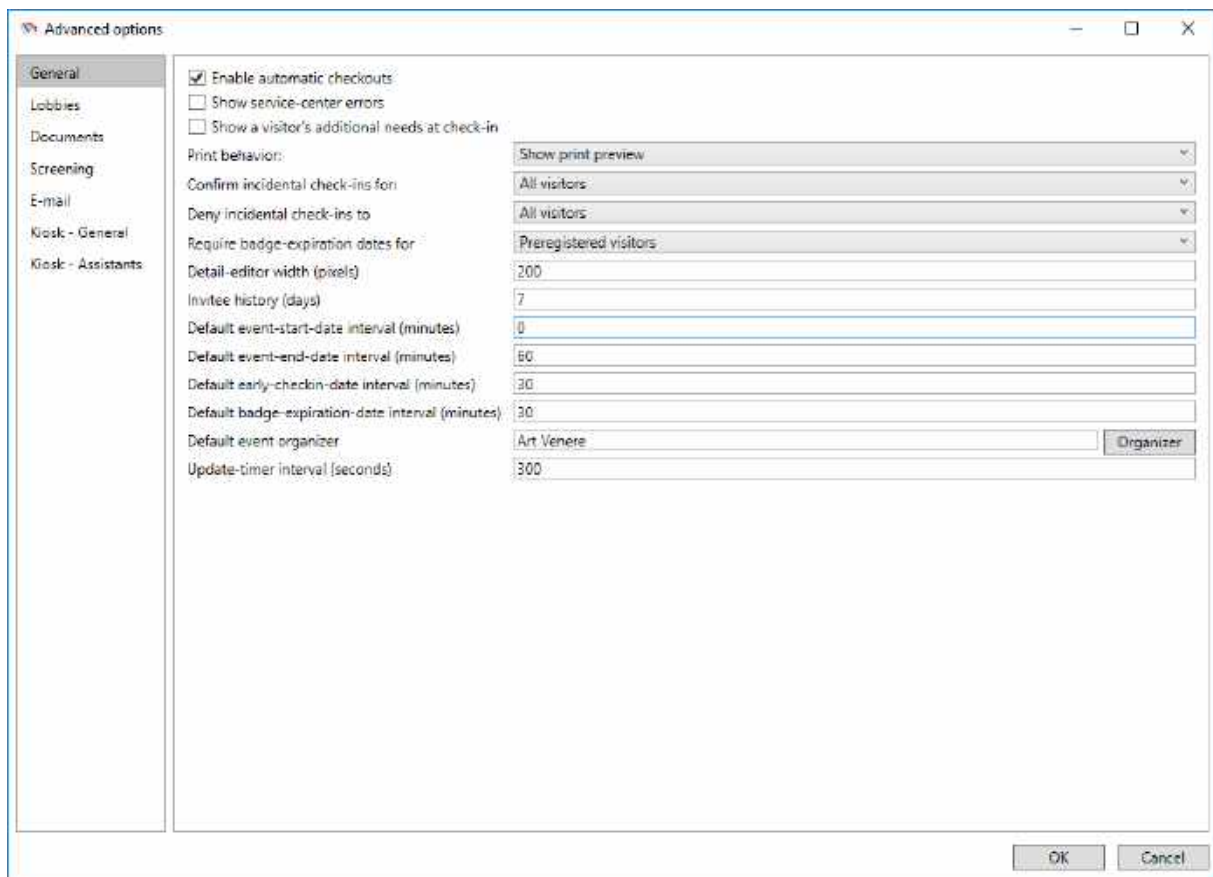 Advanced options
General
Lobbies
Documents
Screening
E-mail
Kiosk - General
Kiosk - Assistants
Enable automatic checkouts
Show service-center errors
Show a visitor's additional needs at check-in
Print behavior: Show print preview
Confirm incidental check-ins for: All visitors
Deny incidental check-ins to All visitors
Require badge-expiration dates for Preregistered visitors
Detail-editor width (pixels) 200
Invitee history (days) 7
Default event-start-date interval (minutes) 0
Default event-end-date interval (minutes) 60
Default early-checkin-date interval (minutes) 30
Default badge-expiration-date interval (minutes) 30
Default event organizer Art Venere Organizer
Update-timer interval (seconds) 300
OK Cancel